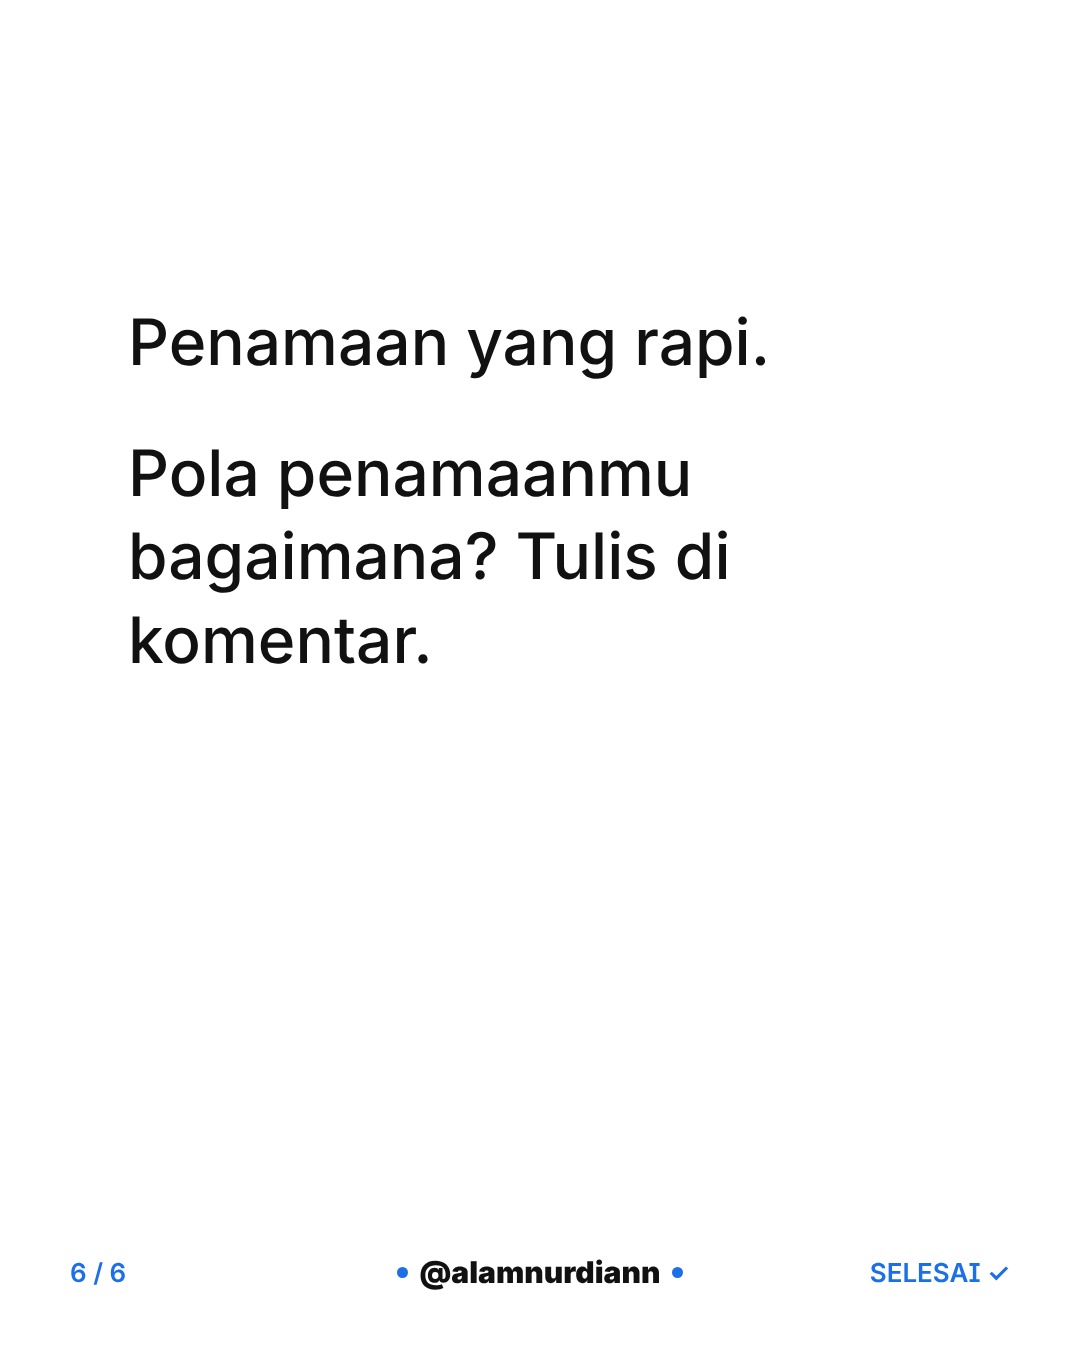 Penamaan yang rapi.
Pola penamaanmu
bagaimana? Tulis di
komentar.
6 / 6
• @alamnurdiann •
SELESAI ✓